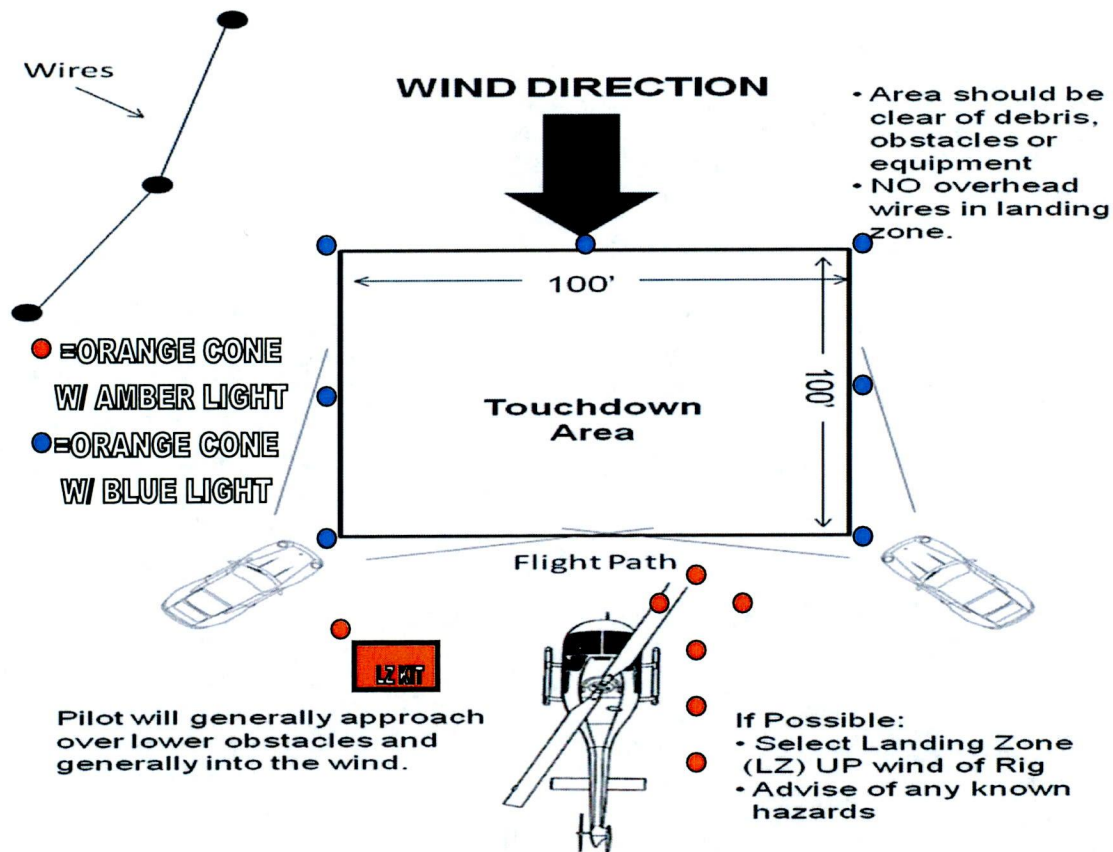 Wires
WIND DIRECTION
• Area should be
clear of debris,
obstacles or
equipment
• NO overhead
wires in landing
zone.
100'
100'
=ORANGE CONE
W/ AMBER LIGHT
=ORANGE CONE
W/ BLUE LIGHT
Touchdown
Area
Flight Path
LZ KIT
Pilot will generally approach
over lower obstacles and
generally into the wind.
If Possible:
• Select Landing Zone
(LZ) UP wind of Rig
• Advise of any known
hazards